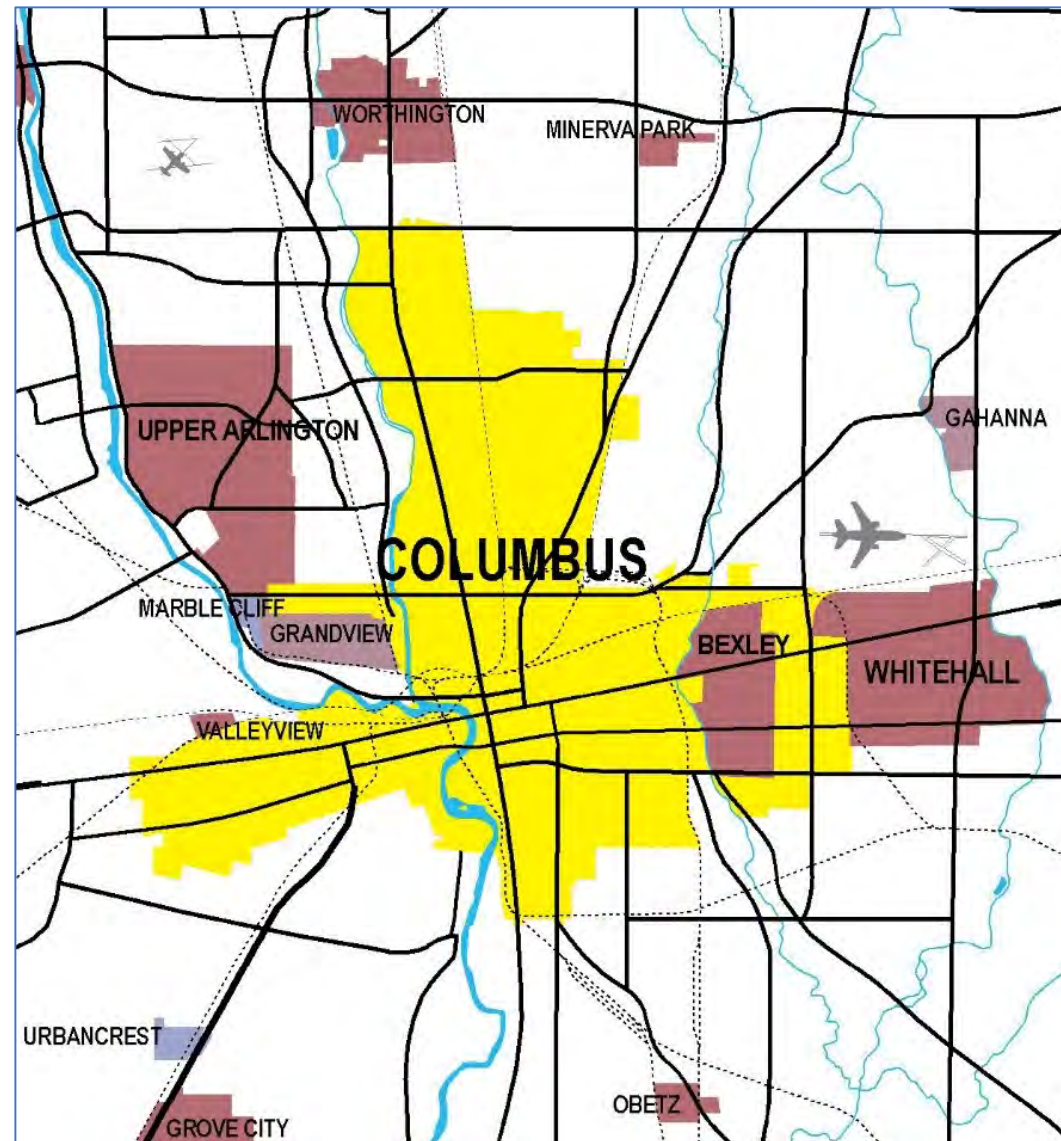 WORTHINGTON
MINERVA PARK
UPPER ARLINGTON
GAHANNA
COLUMBUS
MARBLE CLIFF
GRANDVIEW
BEXLEY
WHITEHALL
VALLEYVIEW
URBANCREST
OBETZ
GROVE CITY